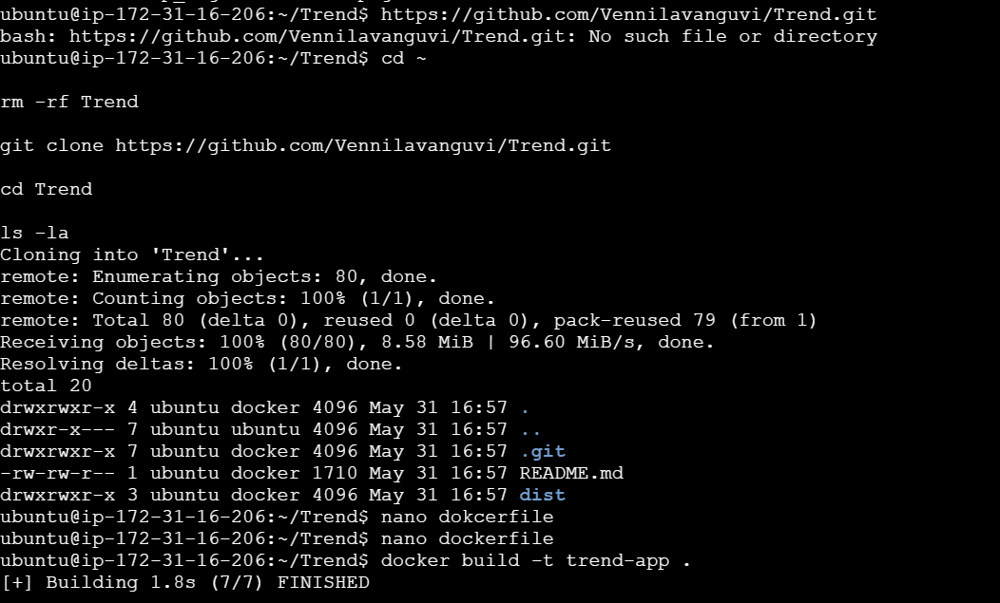 ubuntu@ip-172-31-16-206:~/Trend$ https://github.com/Vennilavanguvi/Trend.git
bash: https://github.com/Vennilavanguvi/Trend.git: No such file or directory
ubuntu@ip-172-31-16-206:~/Trend$ cd ~
rm -rf Trend
git clone https://github.com/Vennilavanguvi/Trend.git
cd Trend
ls -la
Cloning into 'Trend'...
remote: Enumerating objects: 80, done.
remote: Counting objects: 100% (1/1), done.
remote: Total 80 (delta 0), reused 0 (delta 0), pack-reused 79 (from 1)
Receiving objects: 100% (80/80), 8.58 MiB | 96.60 MiB/s, done.
Resolving deltas: 100% (1/1), done.
total 20
drwxrwxr-x 4 ubuntu docker 4096 May 31 16:57 .
drwxr-x--- 7 ubuntu ubuntu 4096 May 31 16:57 ..
drwxrwxr-x 7 ubuntu docker 4096 May 31 16:57 .git
-rw-rw-r-- 1 ubuntu docker 1710 May 31 16:57 README.md
drwxrwxr-x 3 ubuntu docker 4096 May 31 16:57 dist
ubuntu@ip-172-31-16-206:~/Trend$ nano dokcerfile
ubuntu@ip-172-31-16-206:~/Trend$ nano dockerfile
ubuntu@ip-172-31-16-206:~/Trend$ docker build -t trend-app .
[+] Building 1.8s (7/7) FINISHED